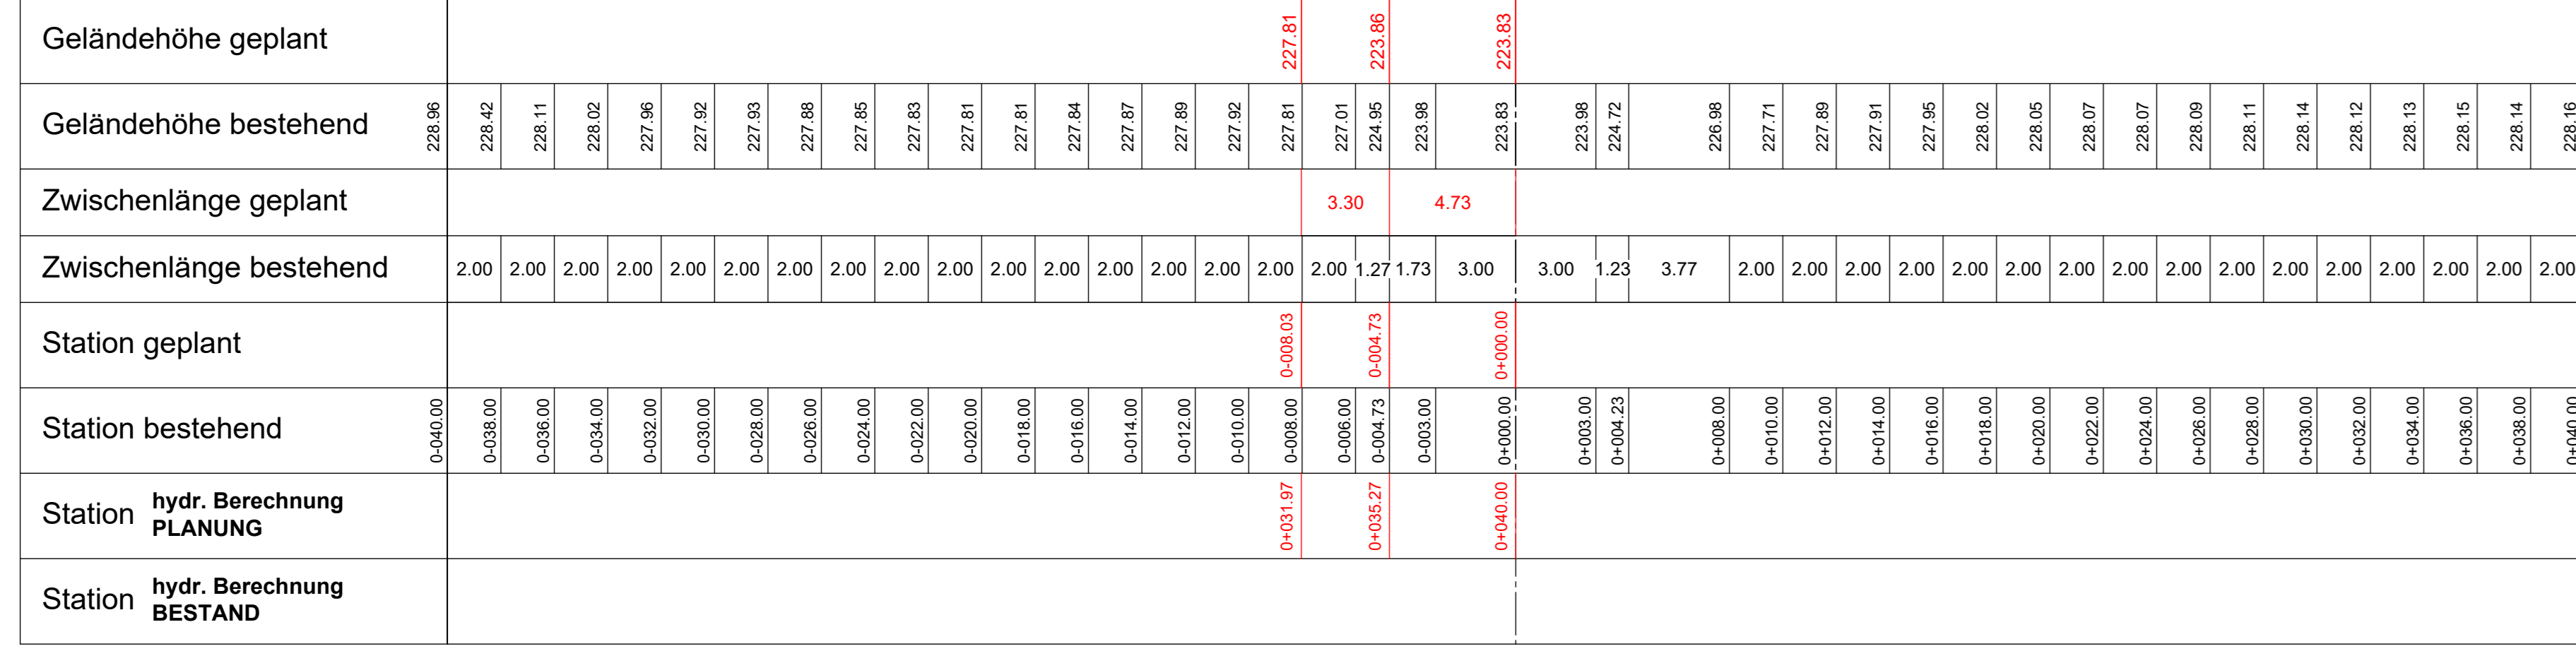 Geländehöhe geplant 227.81 223.86 223.83
Geländehöhe bestehend 228.96 228.42 228.11 228.02 227.96 227.92 227.93 227.88 227.85 227.83 227.81 227.81 227.84 227.87 227.89 227.92 227.81 227.01 224.95 223.98 223.83 223.98 224.72 226.98 227.71 227.89 227.91 227.95 228.02 228.05 228.07 228.07 228.09 228.11 228.14 228.12 228.13 228.15 228.14 228.16
Zwischenlänge geplant 3.30 4.73
Zwischenlänge bestehend 2.00 2.00 2.00 2.00 2.00 2.00 2.00 2.00 2.00 2.00 2.00 2.00 2.00 2.00 2.00 2.00 2.00 1.27 1.73 3.00 3.00 1.23 3.77 2.00 2.00 2.00 2.00 2.00 2.00 2.00 2.00 2.00 2.00 2.00 2.00 2.00 2.00 2.00 2.00
Station geplant 0-008.03 0-004.73 0+000.00
Station bestehend 0-040.00 0-038.00 0-036.00 0-034.00 0-032.00 0-030.00 0-028.00 0-026.00 0-024.00 0-022.00 0-020.00 0-018.00 0-016.00 0-014.00 0-012.00 0-010.00 0-008.00 0-006.00 0-004.73 0-003.00 0+000.00 0+003.00 0+004.23 0+008.00 0+010.00 0+012.00 0+014.00 0+016.00 0+018.00 0+020.00 0+022.00 0+024.00 0+026.00 0+028.00 0+030.00 0+032.00 0+034.00 0+036.00 0+038.00 0+040.00
Station hydr. Berechnung
PLANUNG 0+031.97 0+035.27 0+040.00
Station hydr. Berechnung
BESTAND